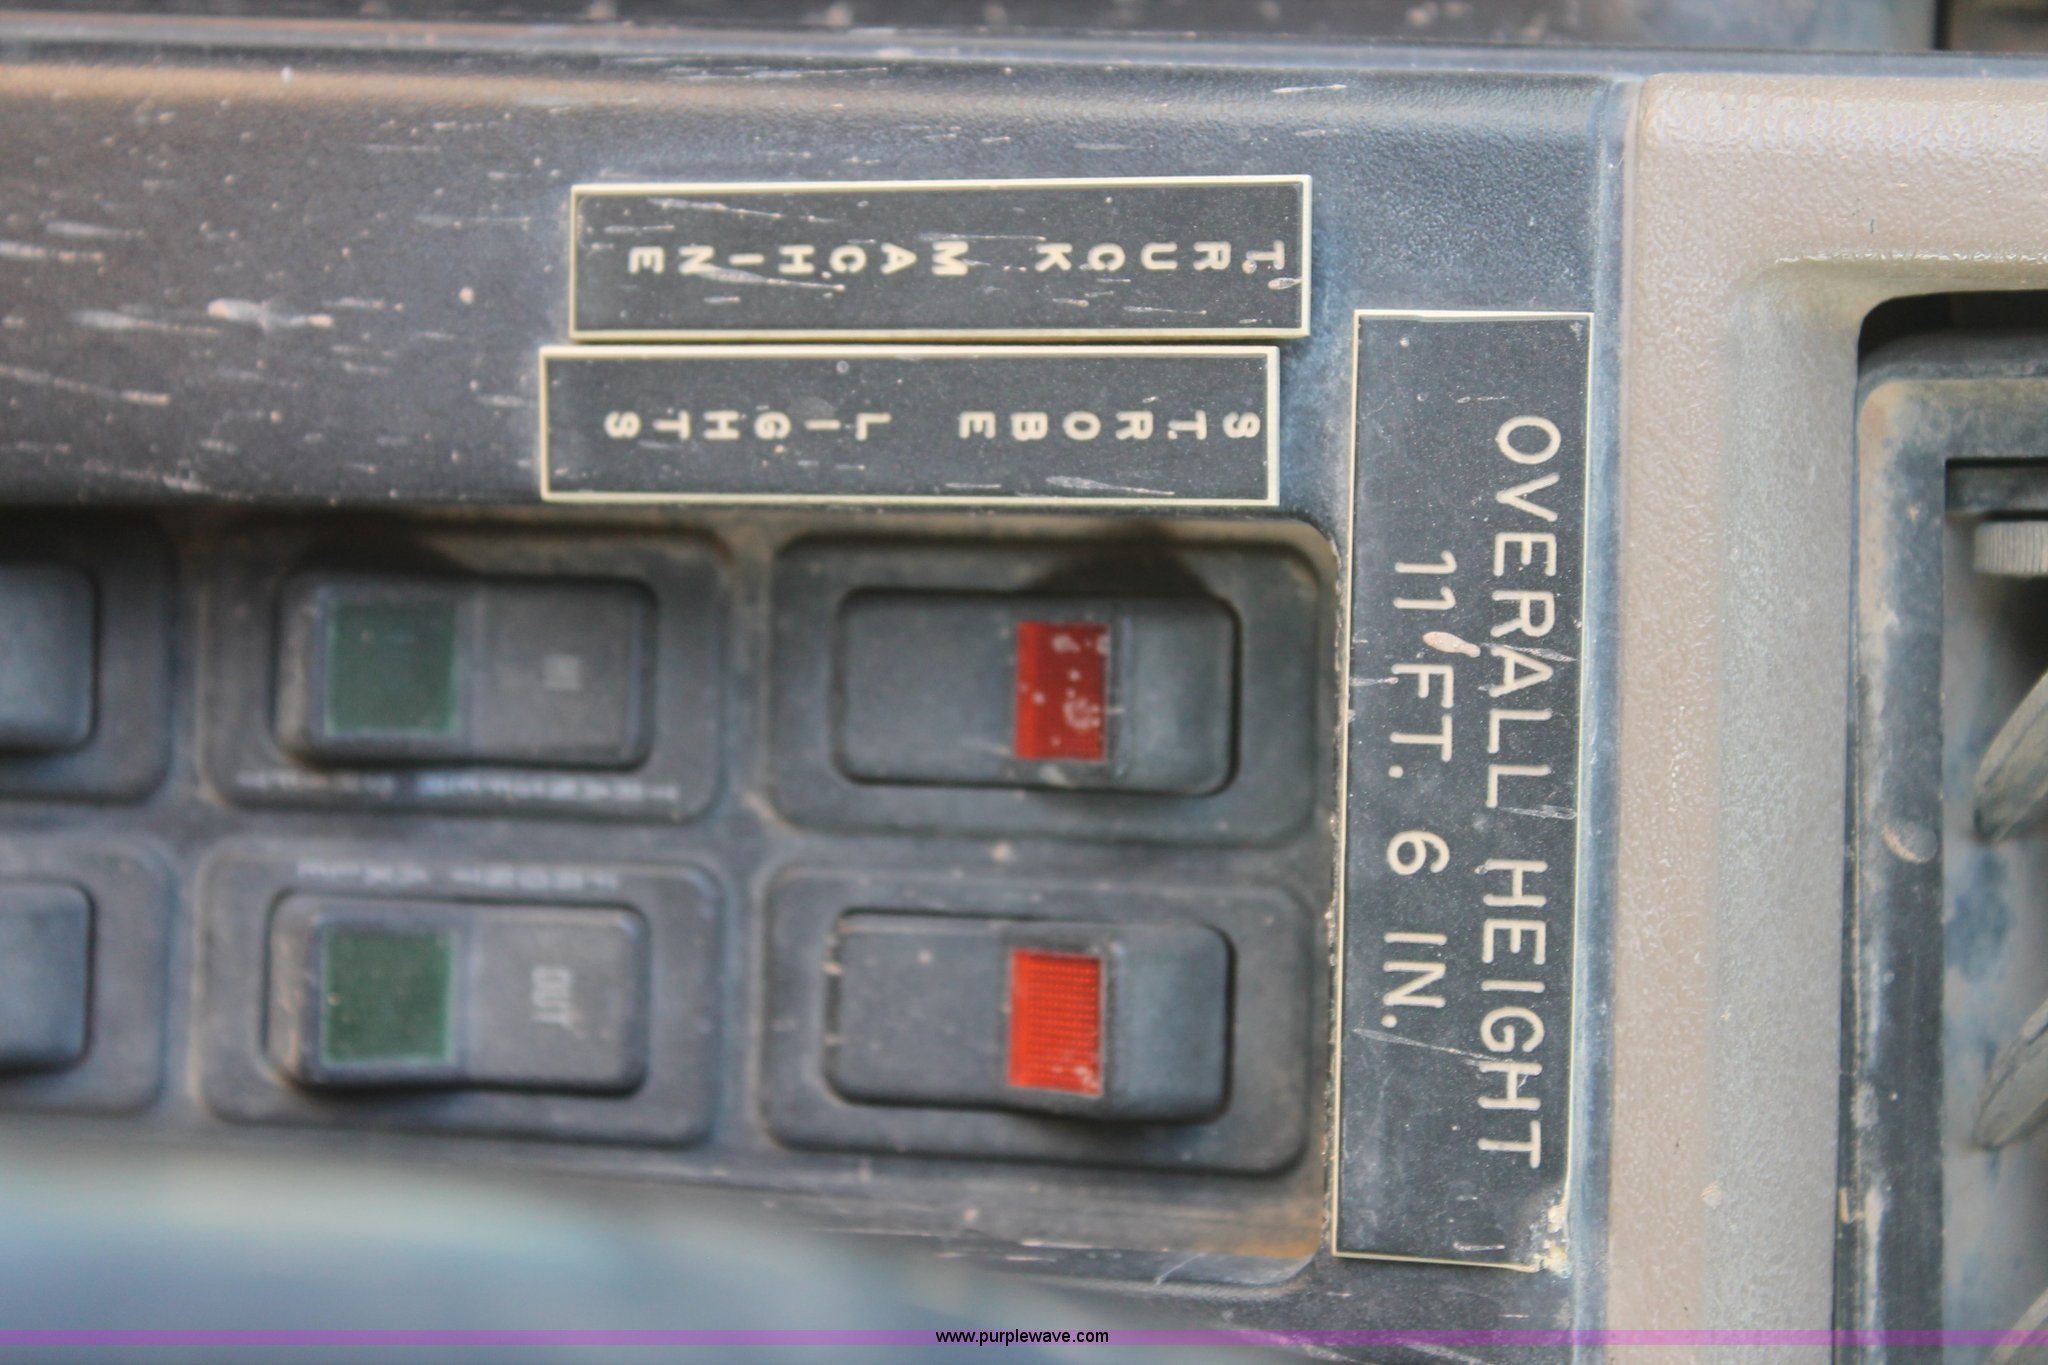 OVERALL HEIGHT
11 FT. 6 IN.
TRUCK MACHINE
STROBE LIGHTS
OUT
www.purplewave.com